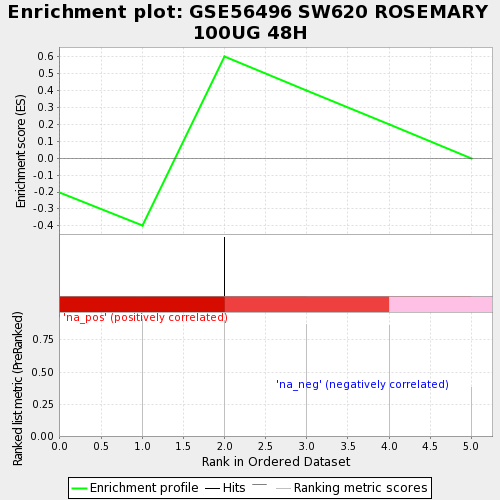 Enrichment plot: GSE56496 SW620 ROSEMARY
100UG 48H
Enrichment score (ES)
0.6
0.5
0.4
0.3
0.2
0.1
0.0
-0.1
-0.2
-0.3
-0.4
'na_pos' (positively correlated)
Ranked list metric (PreRanked)
0.75
0.50
0.25
0.00
'na_neg' (negatively correlated)
0.0 0.5 1.0 1.5 2.0 2.5 3.0 3.5 4.0 4.5 5.0
Rank in Ordered Dataset
Enrichment profile Hits Ranking metric scores